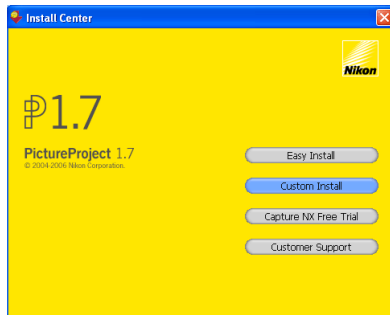 Install Center
Nikon
P1.7
PictureProject 1.7
© 2004-2006 Nikon Corporation.
Easy Install
Custom Install
Capture NX Free Trial
Customer Support